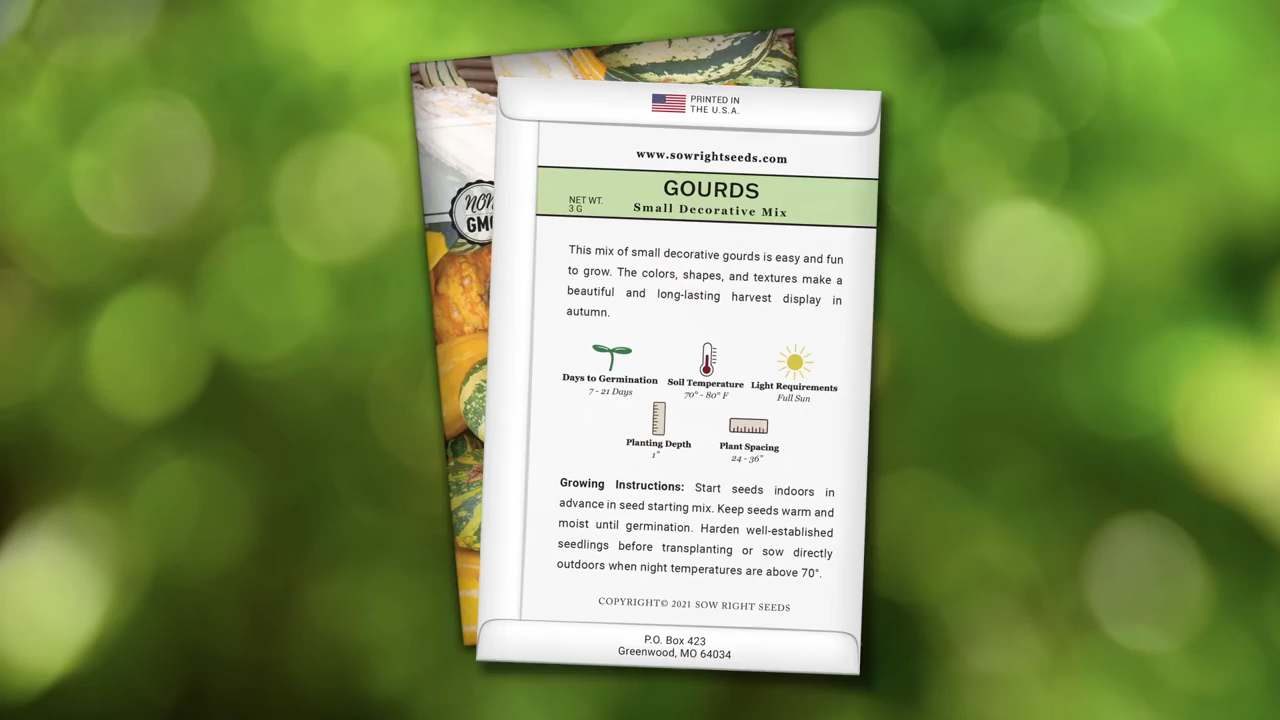 PRINTED IN
THE U.S.A.
www.sowrightseeds.com
GOURDS
NET WT.
3 G
Small Decorative Mix
NON
GMO
This mix of small decorative gourds is easy and fun
to grow. The colors, shapes, and textures make a
beautiful and long-lasting harvest display in
autumn.
Days to Germination
7 - 21 Days
Soil Temperature
70° - 80° F
Light Requirements
Full Sun
Planting Depth
1"
Plant Spacing
24 - 36"
Growing Instructions: Start seeds indoors in
advance in seed starting mix. Keep seeds warm and
moist until germination. Harden well-established
seedlings before transplanting or sow directly
outdoors when night temperatures are above 70°.
COPYRIGHT© 2021 SOW RIGHT SEEDS
P.O. Box 423
Greenwood, MO 64034